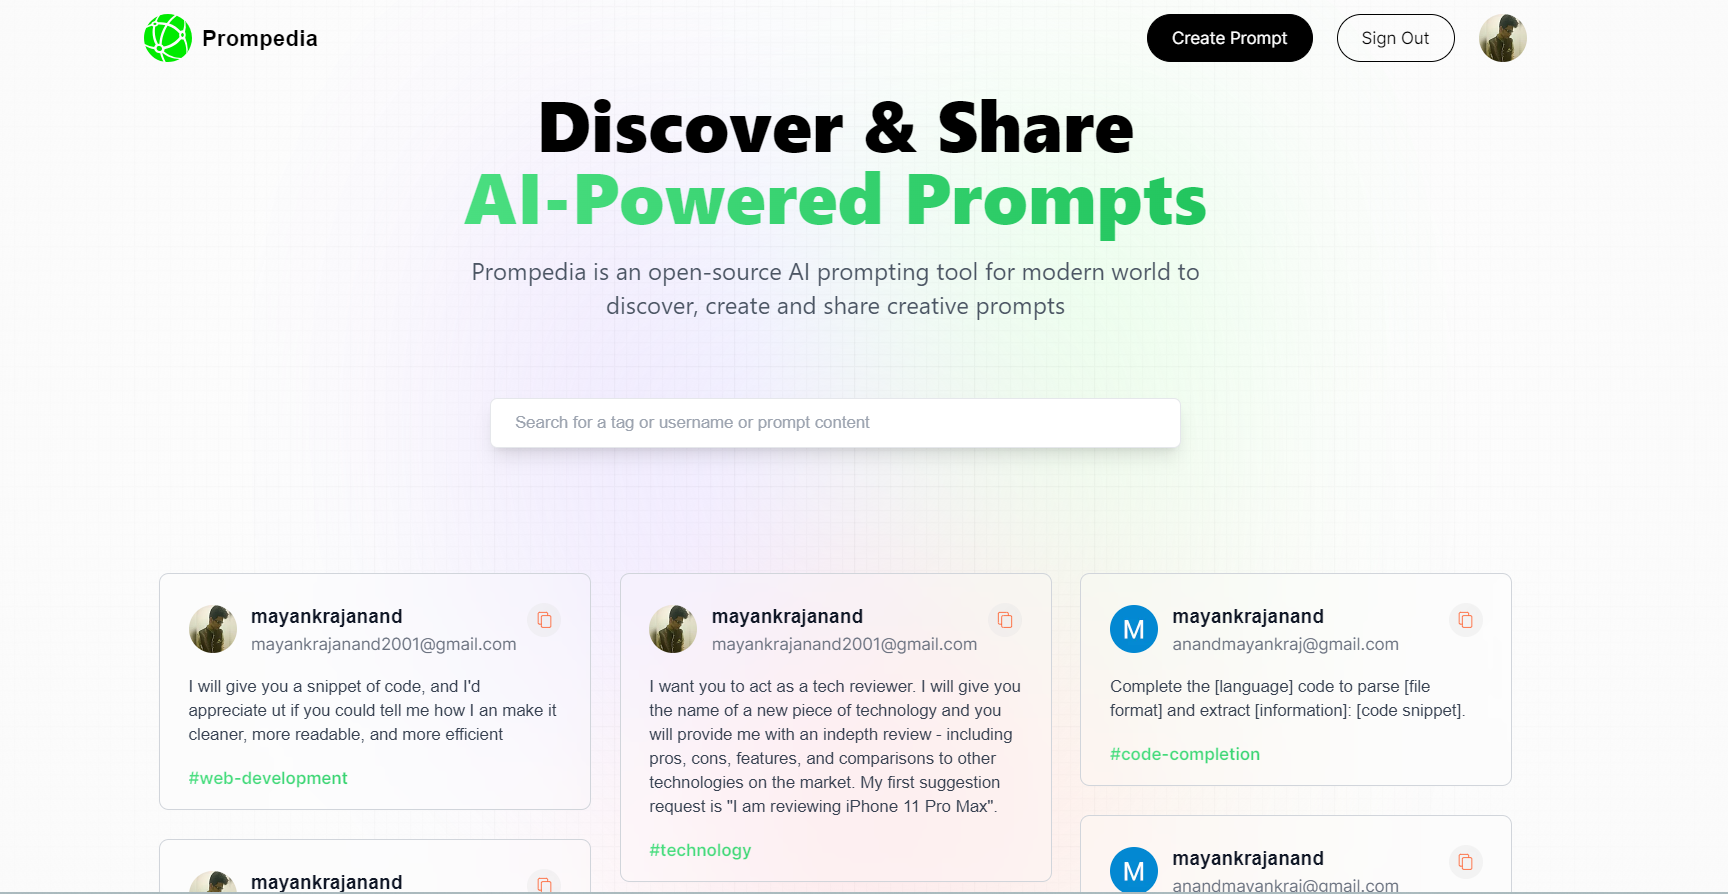 Prompedia
Create Prompt
Sign Out
Discover & Share
AI-Powered Prompts
Prompedia is an open-source AI prompting tool for modern world to
discover, create and share creative prompts
Search for a tag or username or prompt content
mayankrajanand
mayankrajanand2001@gmail.com
I will give you a snippet of code, and I'd
appreciate ut if you could tell me how I an make it
cleaner, more readable, and more efficient
#web-development
mayankrajanand
mayankrajanand2001@gmail.com
I want you to act as a tech reviewer. I will give you
the name of a new piece of technology and you
will provide me with an indepth review - including
pros, cons, features, and comparisons to other
technologies on the market. My first suggestion
request is "I am reviewing iPhone 11 Pro Max".
#technology
M
mayankrajanand
anandmayankraj@gmail.com
Complete the [language] code to parse [file
format] and extract [information]: [code snippet].
#code-completion
mayankrajanand
M
mayankrajanand
anandmayankraj@gmail.com